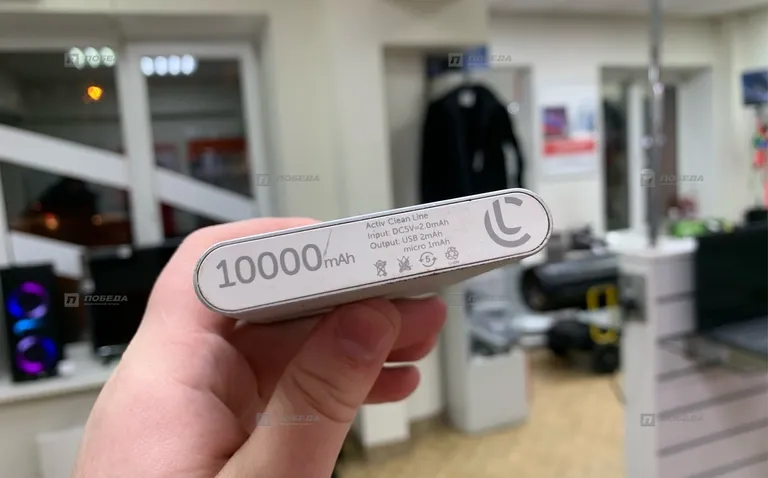 10000mAh
Activ Clean Line
Input: DC5V=2.0mAh
Output: USB 2mAh
micro 1mAh
5
ПОБЕДА
ПОБЕДА
ПОБЕДА
ПОБЕДА
ПОБЕДА
ПОБЕДА
ПОБЕДА